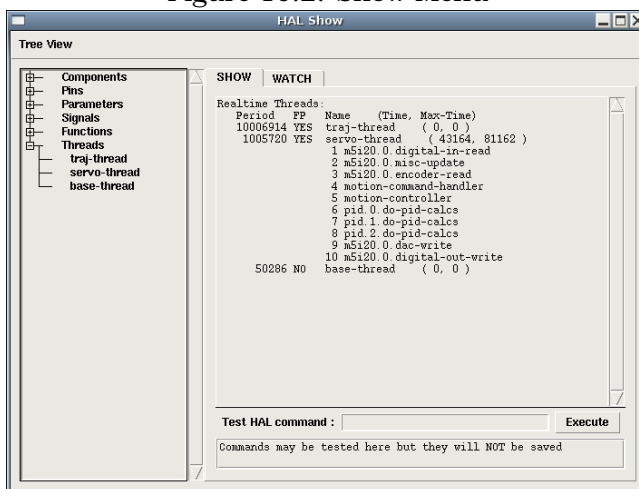 HAL Show
Tree View
Components
Pins
Parameters
Signals
Functions
Threads
traj-thread
servo-thread
base-thread
SHOW WATCH
Realtime Threads:
Period FP Name (Time, Max-Time)
10006914 YES traj-thread ( 0, 0 )
1005720 YES servo-thread ( 43164, 81162 )
1 m5i20.0.digital-in-read
2 m5i20.0.misc-update
3 m5i20.0.encoder-read
4 motion-command-handler
5 motion-controller
6 pid.0.do-pid-calcs
7 pid.1.do-pid-calcs
8 pid.2.do-pid-calcs
9 m5i20.0.dac-write
10 m5i20.0.digital-out-write
50286 NO base-thread ( 0, 0 )
Test HAL command : Execute
Commands may be tested here but they will NOT be saved